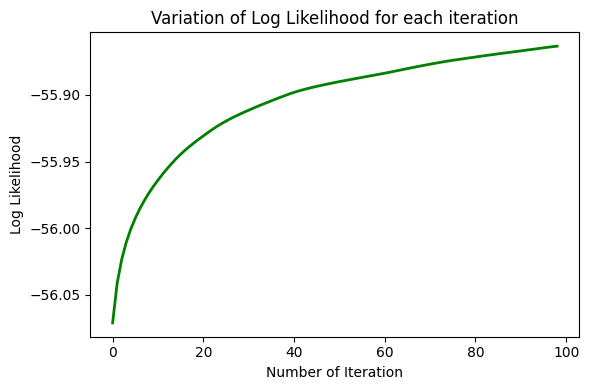 Variation of Log Likelihood for each iteration
Log Likelihood
−55.90
−55.95
−56.00
−56.05
0 20 40 60 80 100
Number of Iteration